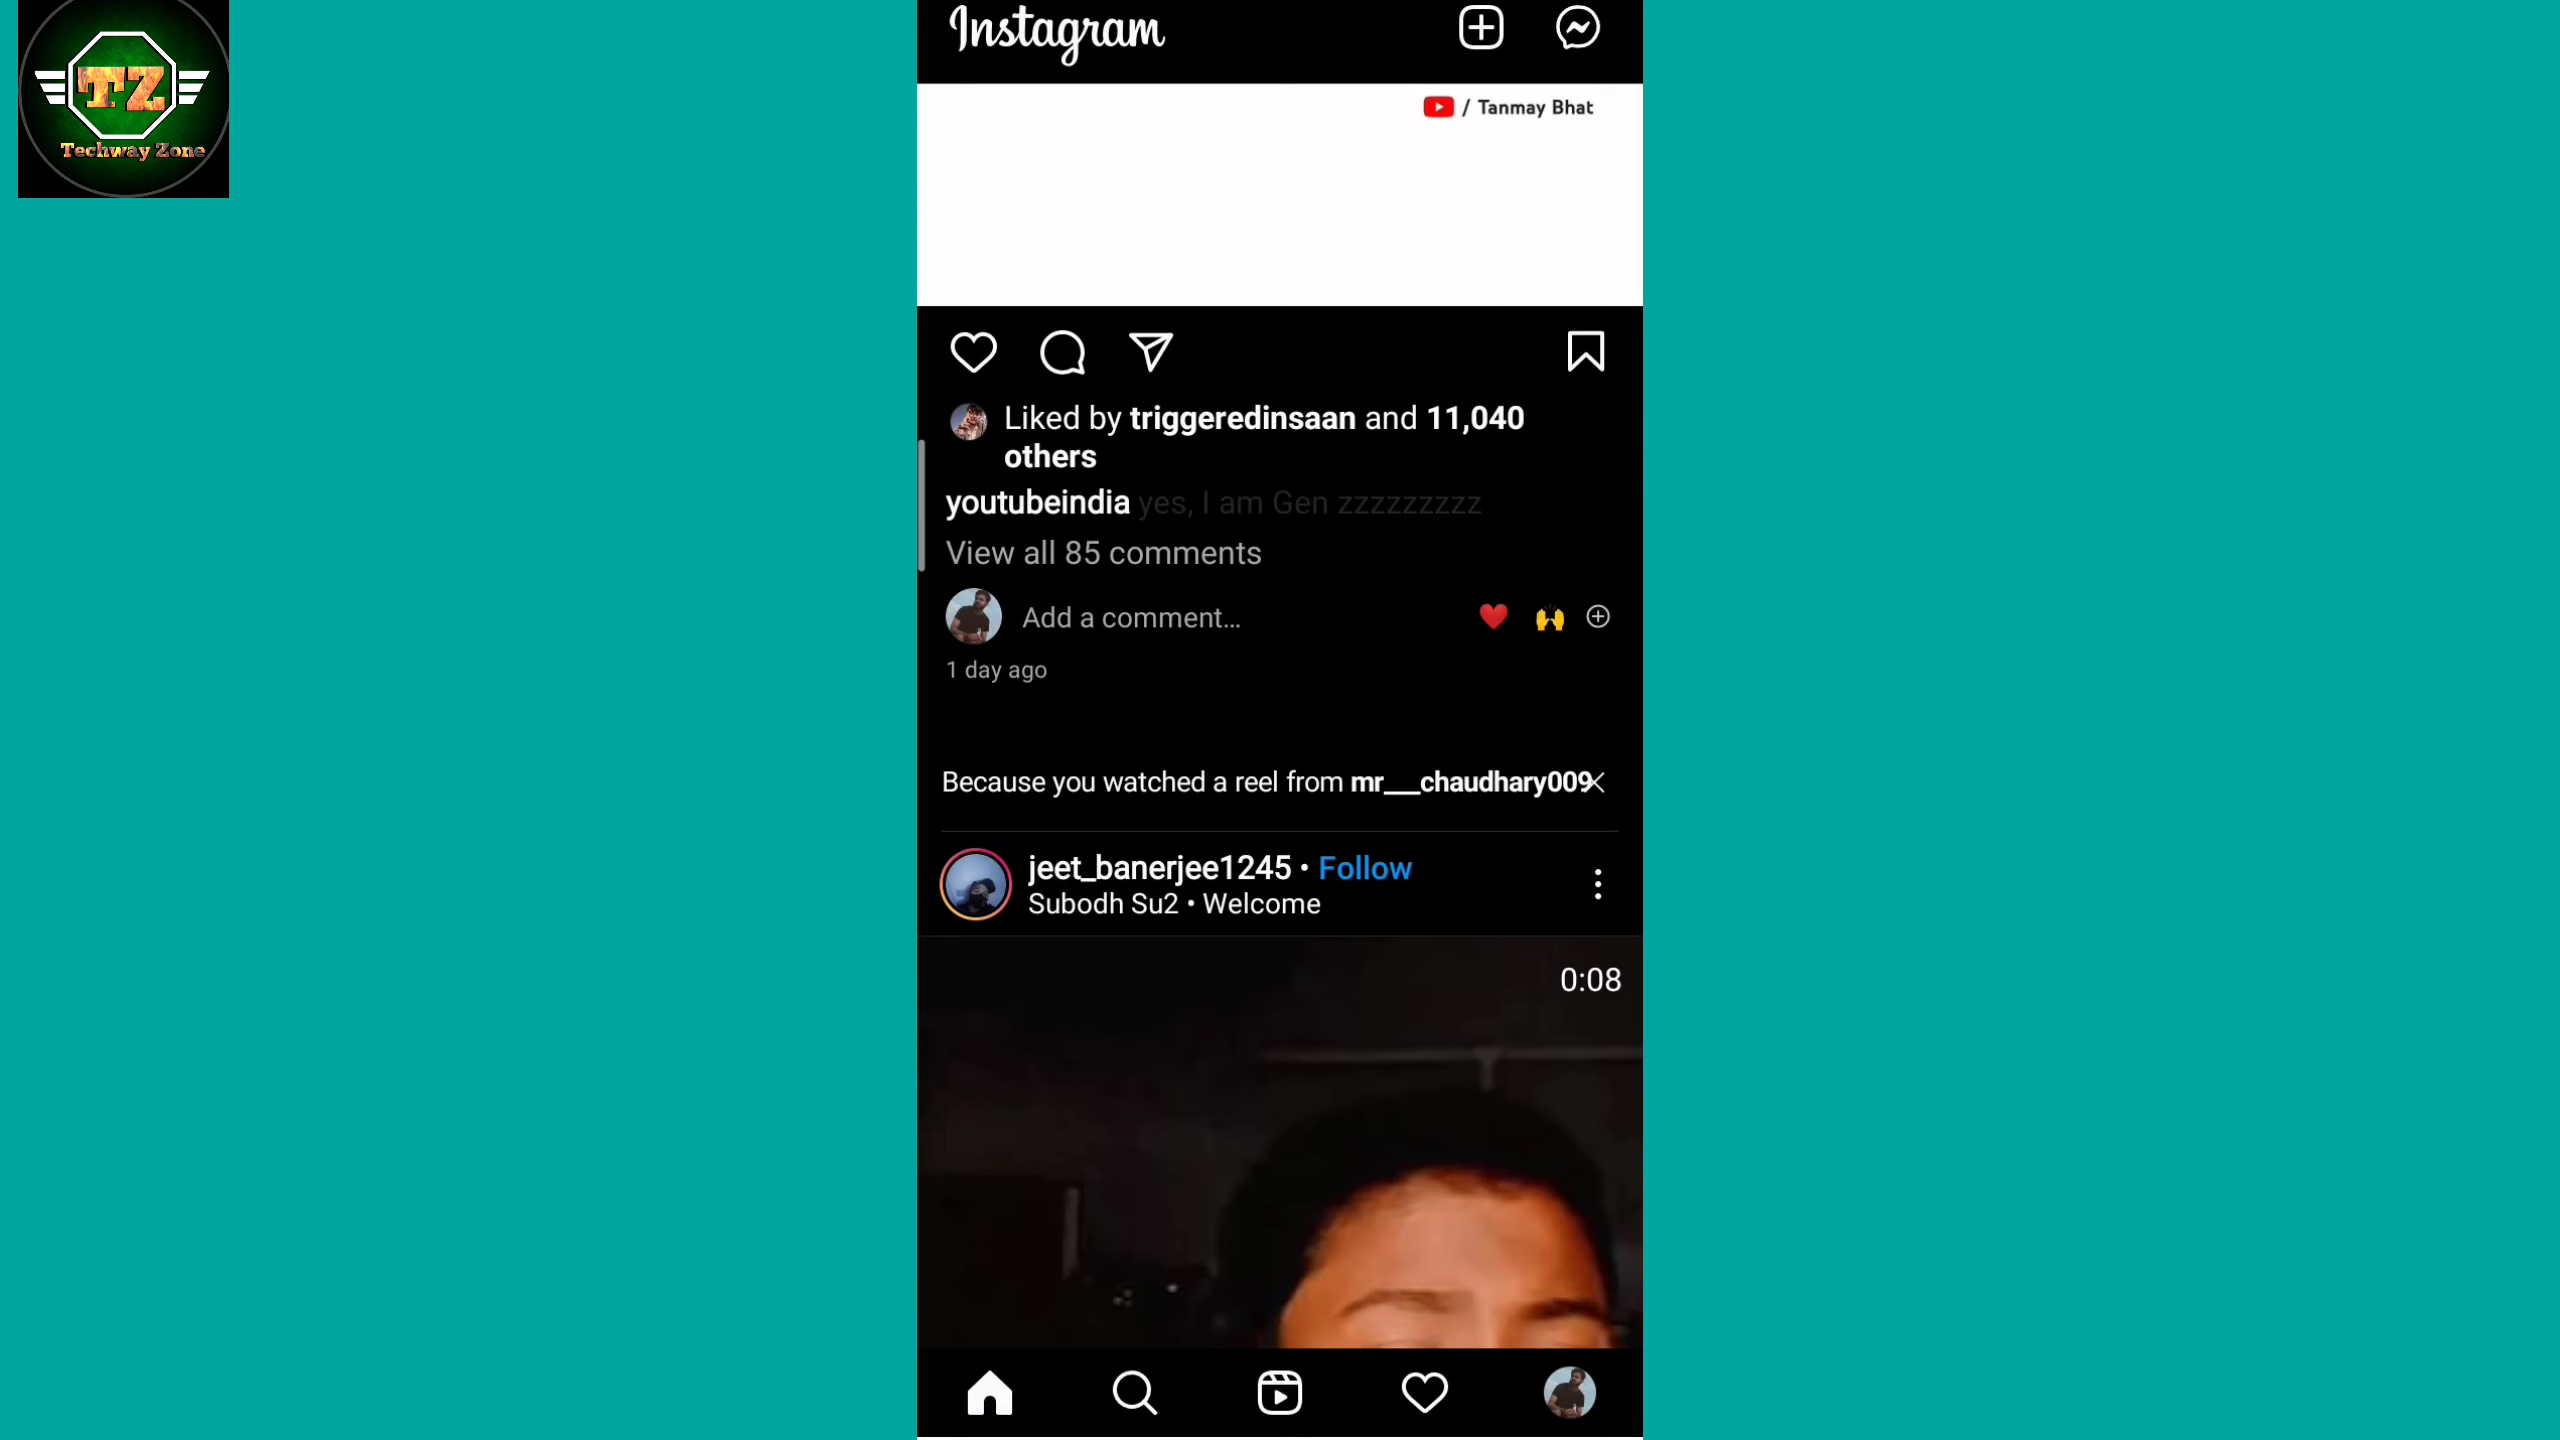 TZ
Techway Zone
Instagram
/ Tanmay Bhat
Liked by triggeredinsaan and 11,040
others
youtubeindia yes, I am Gen zzzzzzzzz
View all 85 comments
Add a comment...
1 day ago
Because you watched a reel from mr___chaudhary009
jeet_banerjee1245 • Follow
Subodh Su2 • Welcome
0:08